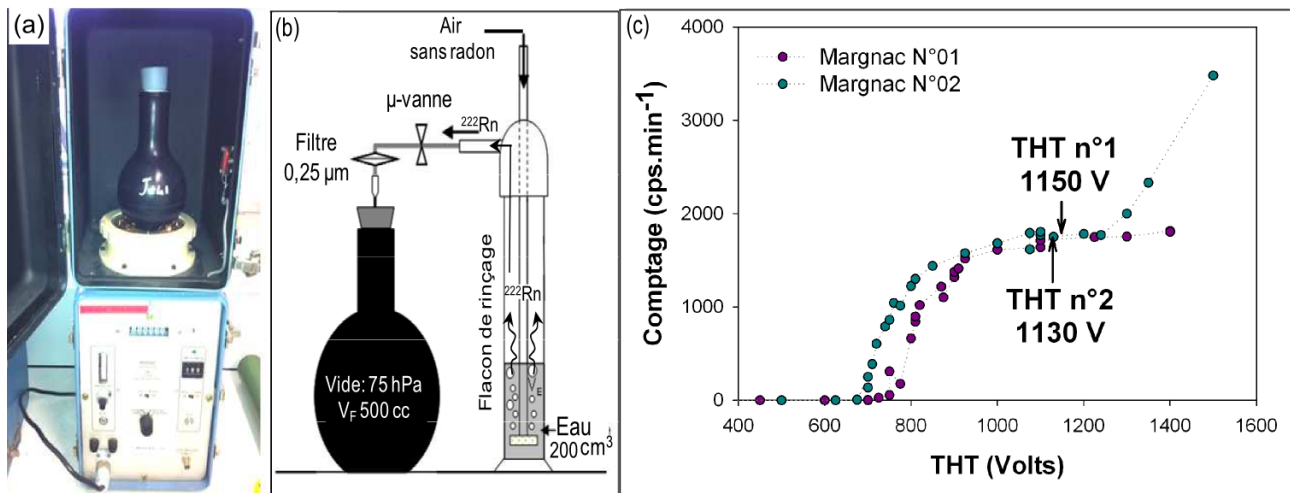 (a)
JoL1
(b)
Air
sans radon
μ-vanne
²²²Rn
Filtre
0,25 μm
Flacon de rinçage
²²²Rn
E
Vide: 75 hPa
V_F 500 cc
Eau
200 cm³
(c)
4000
3000
2000
1000
0
Comptage (cps.min⁻¹)
Margnac N°01
Margnac N°02
THT n°1
1150 V
THT n°2
1130 V
400 600 800 1000 1200 1400 1600
THT (Volts)